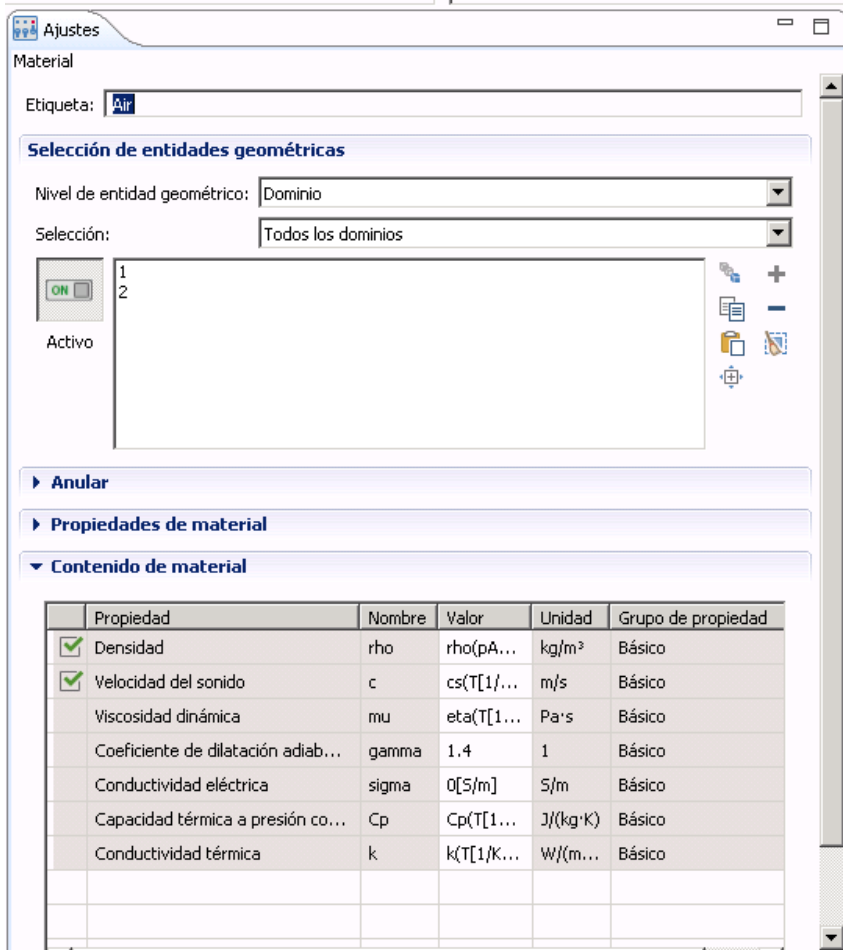 Ajustes
Material
Etiqueta: Air
Selección de entidades geométricas
Nivel de entidad geométrico: Dominio
Selección: Todos los dominios
1
2
ON
Activo
Anular
Propiedades de material
Contenido de material
Propiedad Nombre Valor Unidad Grupo de propiedad
Densidad rho rho(pA... kg/m³ Básico
Velocidad del sonido c cs(T[1/... m/s Básico
Viscosidad dinámica mu eta(T[1... Pa·s Básico
Coeficiente de dilatación adiab... gamma 1.4 1 Básico
Conductividad eléctrica sigma 0[S/m] S/m Básico
Capacidad térmica a presión co... Cp Cp(T[1... J/(kg·K) Básico
Conductividad térmica k k(T[1/K... W/(m... Básico